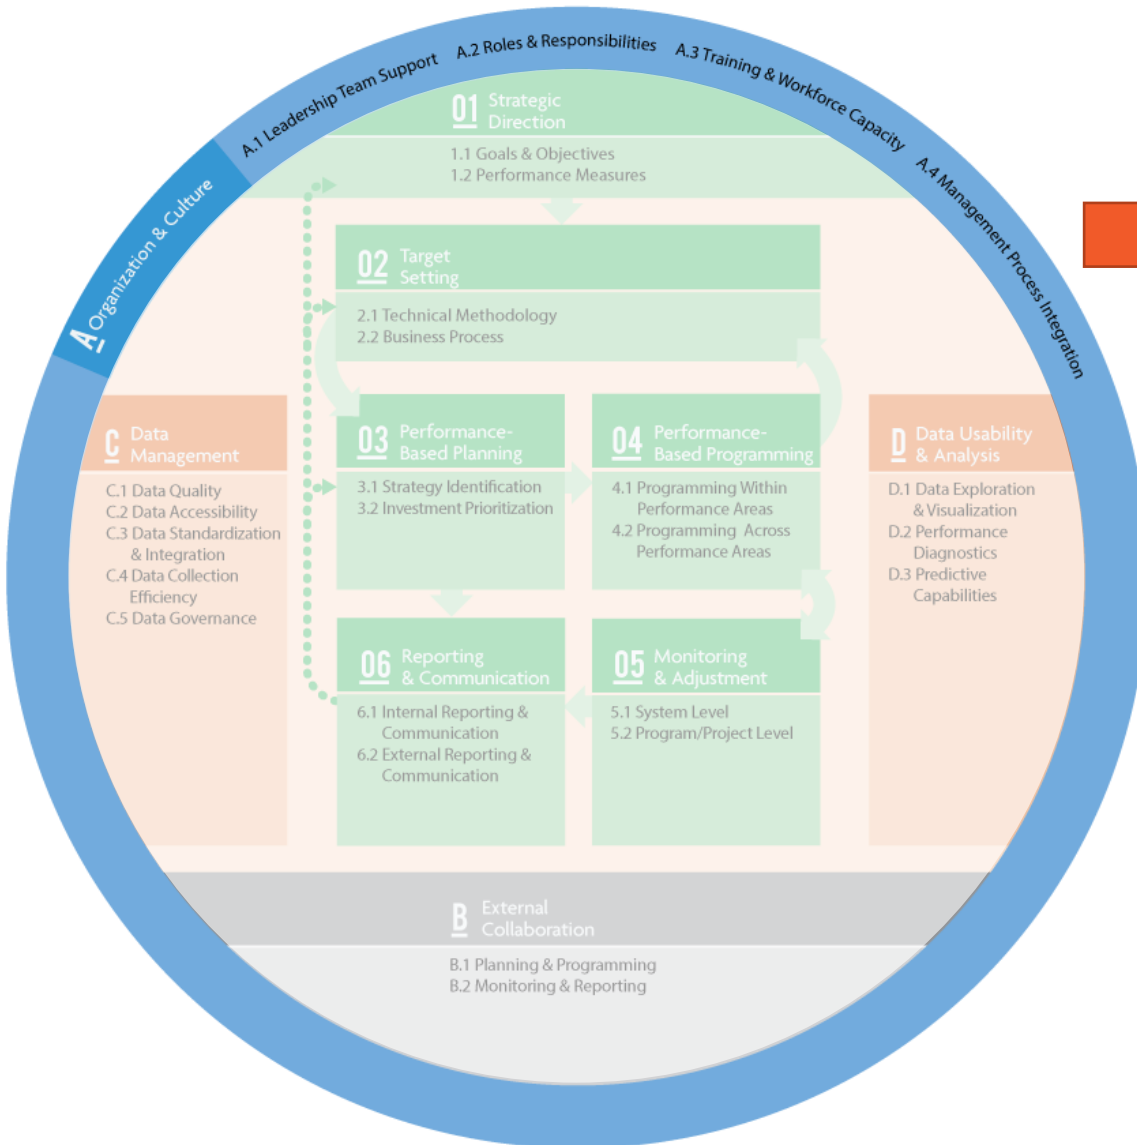 A Organization & Culture
A.1 Leadership Team Support
A.2 Roles & Responsibilities
A.3 Training & Workforce Capacity
A.4 Management Process Integration
01 Strategic
Direction
1.1 Goals & Objectives
1.2 Performance Measures
02 Target
Setting
2.1 Technical Methodology
2.2 Business Process
C Data
Management
C.1 Data Quality
C.2 Data Accessibility
C.3 Data Standardization
& Integration
C.4 Data Collection
Efficiency
C.5 Data Governance
03 Performance-
Based Planning
3.1 Strategy Identification
3.2 Investment Prioritization
04 Performance-
Based Programming
4.1 Programming Within
Performance Areas
4.2 Programming Across
Performance Areas
D Data Usability
& Analysis
D.1 Data Exploration
& Visualization
D.2 Performance
Diagnostics
D.3 Predictive
Capabilities
06 Reporting
& Communication
6.1 Internal Reporting &
Communication
6.2 External Reporting &
Communication
05 Monitoring
& Adjustment
5.1 System Level
5.2 Program/Project Level
B External
Collaboration
B.1 Planning & Programming
B.2 Monitoring & Reporting